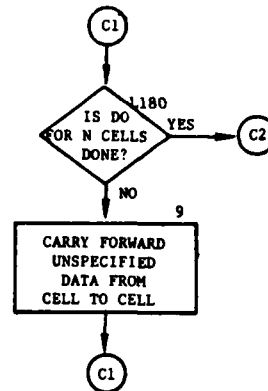 C1
L180
IS DO
FOR N CELLS
DONE?
YES
C2
NO
9
CARRY FORWARD
UNSPECIFIED
DATA FROM
CELL TO CELL
C1